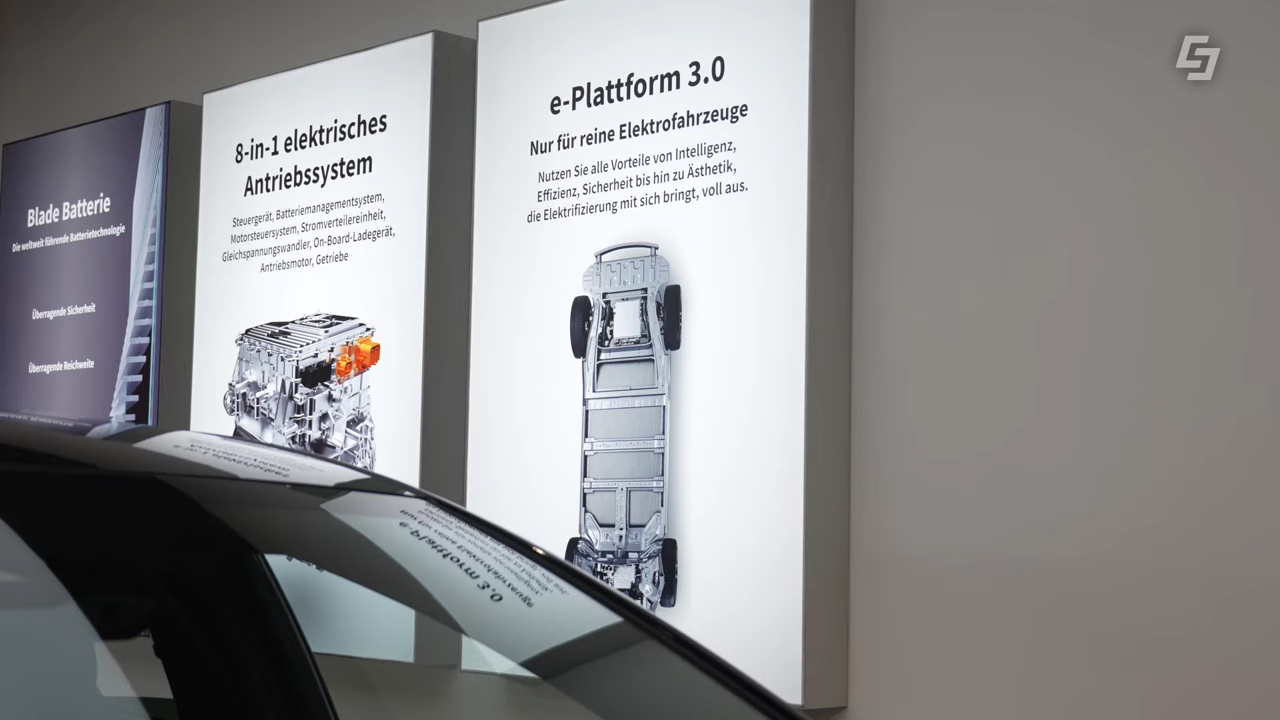 Blade Batterie
Die weltweit führende Batterietechnologie
Überragende Sicherheit
Überragende Reichweite
8-in-1 elektrisches
Antriebssystem
Steuergerät, Batteriemanagementsystem,
Motorsteuersystem, Stromverteilereinheit,
Gleichspannungswandler, On-Board-Ladegerät,
Antriebsmotor, Getriebe
e-Plattform 3.0
Nur für reine Elektrofahrzeuge
Nutzen Sie alle Vorteile von Intelligenz,
Effizienz, Sicherheit bis hin zu Ästhetik,
die Elektrifizierung mit sich bringt, voll aus.